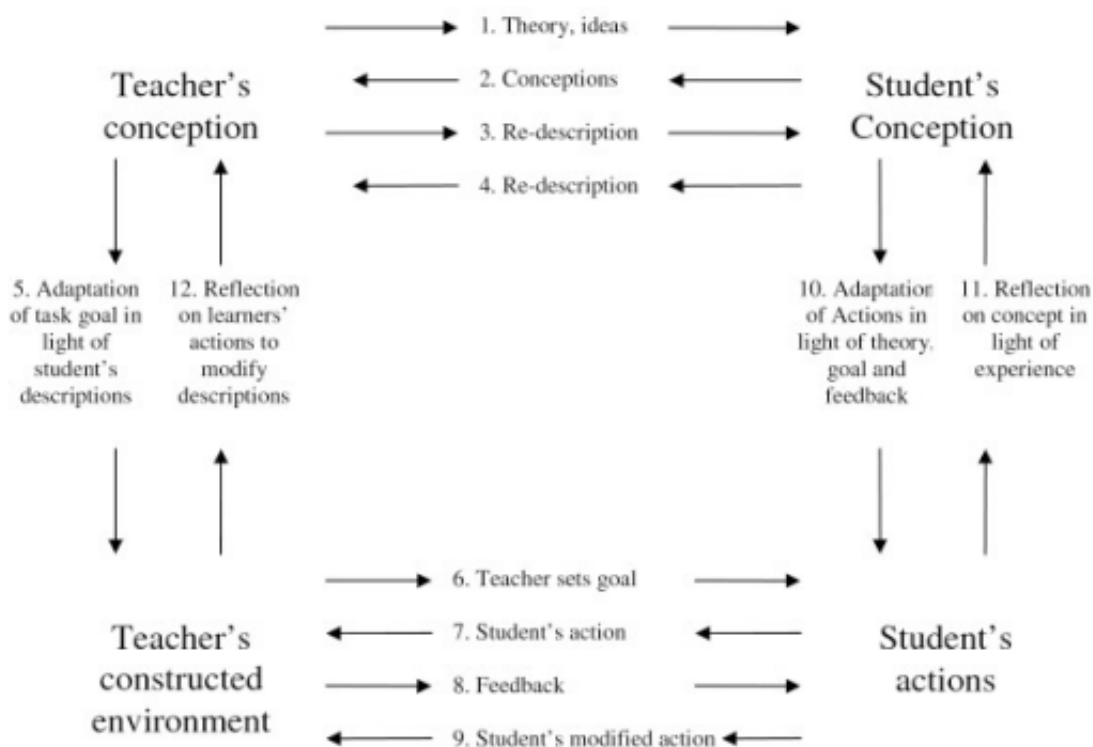 1. Theory, ideas
2. Conceptions
3. Re-description
4. Re-description
Teacher's
conception
Student's
Conception
5. Adaptation
of task goal in
light of
student's
descriptions
12. Reflection
on learners'
actions to
modify
descriptions
10. Adaptation
of Actions in
light of theory,
goal and
feedback
11. Reflection
on concept in
light of
experience
6. Teacher sets goal
7. Student's action
8. Feedback
9. Student's modified action
Teacher's
constructed
environment
Student's
actions